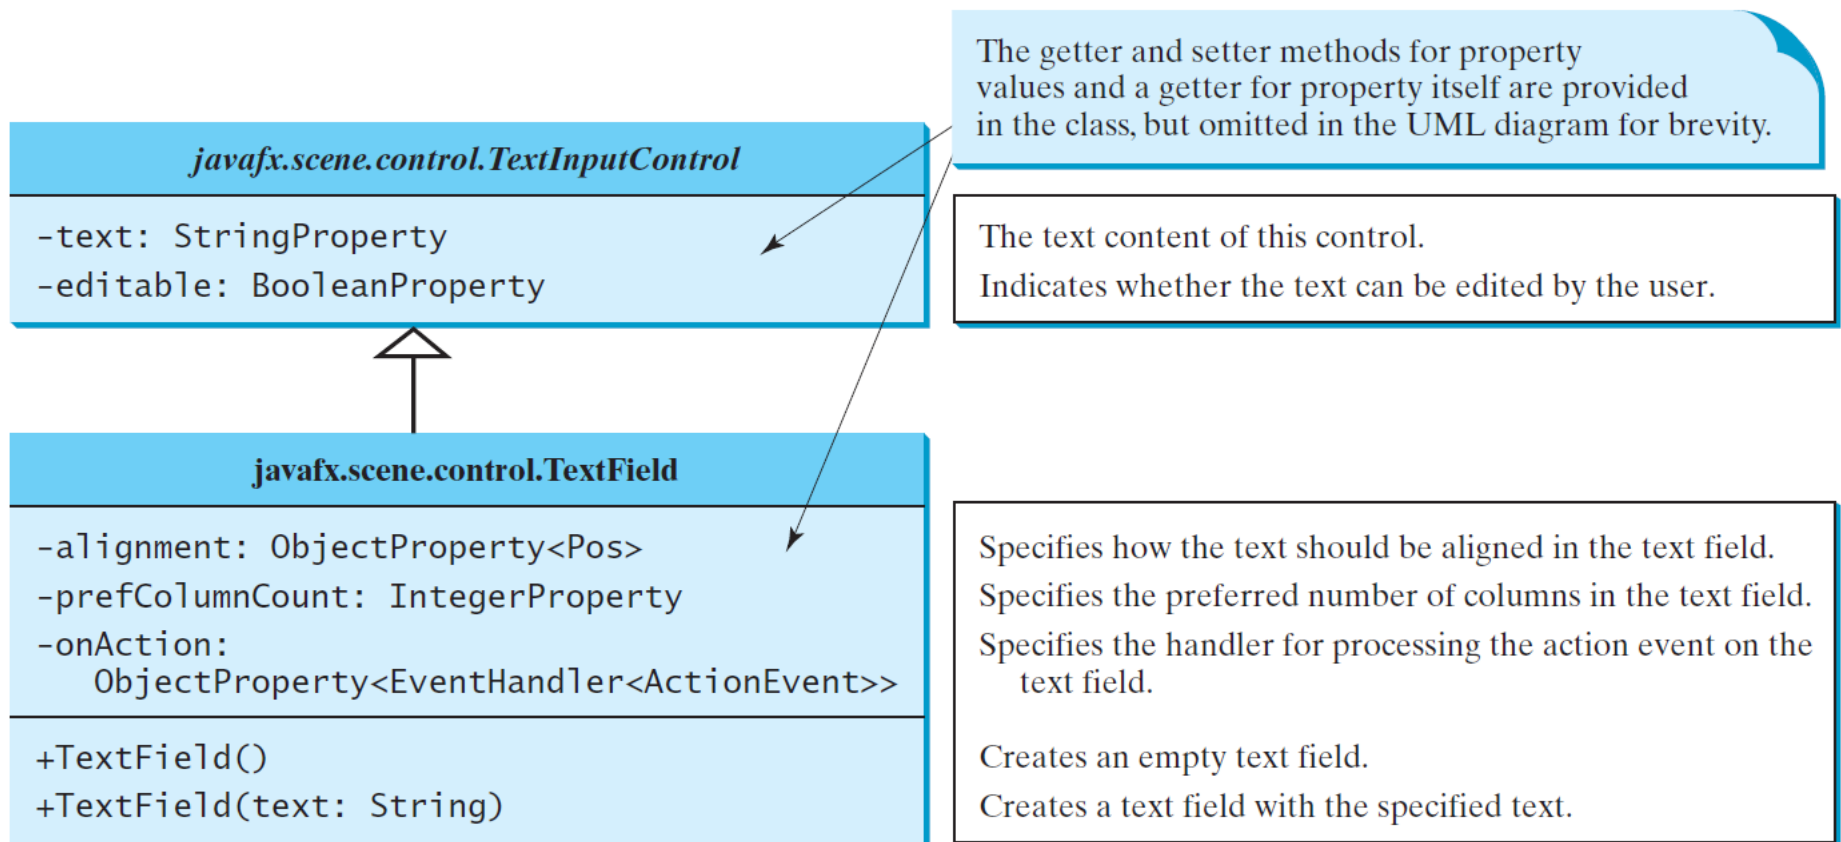 The getter and setter methods for property
values and a getter for property itself are provided
in the class, but omitted in the UML diagram for brevity.
javafx.scene.control.TextInputControl
-text: StringProperty
-editable: BooleanProperty
The text content of this control.
Indicates whether the text can be edited by the user.
javafx.scene.control.TextField
-alignment: ObjectProperty<Pos>
-prefColumnCount: IntegerProperty
-onAction:
ObjectProperty<EventHandler<ActionEvent>>
Specifies how the text should be aligned in the text field.
Specifies the preferred number of columns in the text field.
Specifies the handler for processing the action event on the
text field.
+TextField()
+TextField(text: String)
Creates an empty text field.
Creates a text field with the specified text.